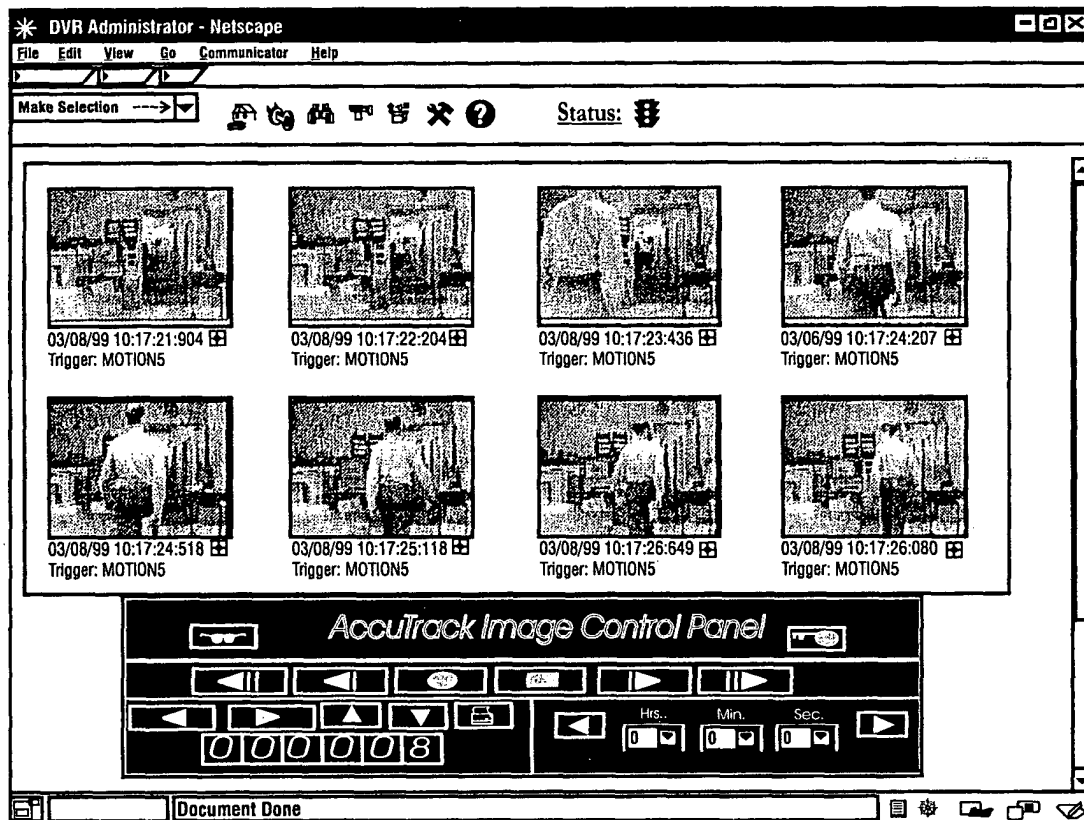 DVR Administrator - Netscape
File Edit View Go Communicator Help
Make Selection ---->
Status:
03/08/99 10:17:21:904
Trigger: MOTION5
03/08/99 10:17:22:204
Trigger: MOTION5
03/08/99 10:17:23:436
Trigger: MOTION5
03/06/99 10:17:24:207
Trigger: MOTION5
03/08/99 10:17:24:518
Trigger: MOTION5
03/08/99 10:17:25:118
Trigger: MOTION5
03/08/99 10:17:26:649
Trigger: MOTION5
03/08/99 10:17:26:080
Trigger: MOTION5
AccuTrack Image Control Panel
Hrs.. Min. Sec.
0 0 0
000008
Document Done